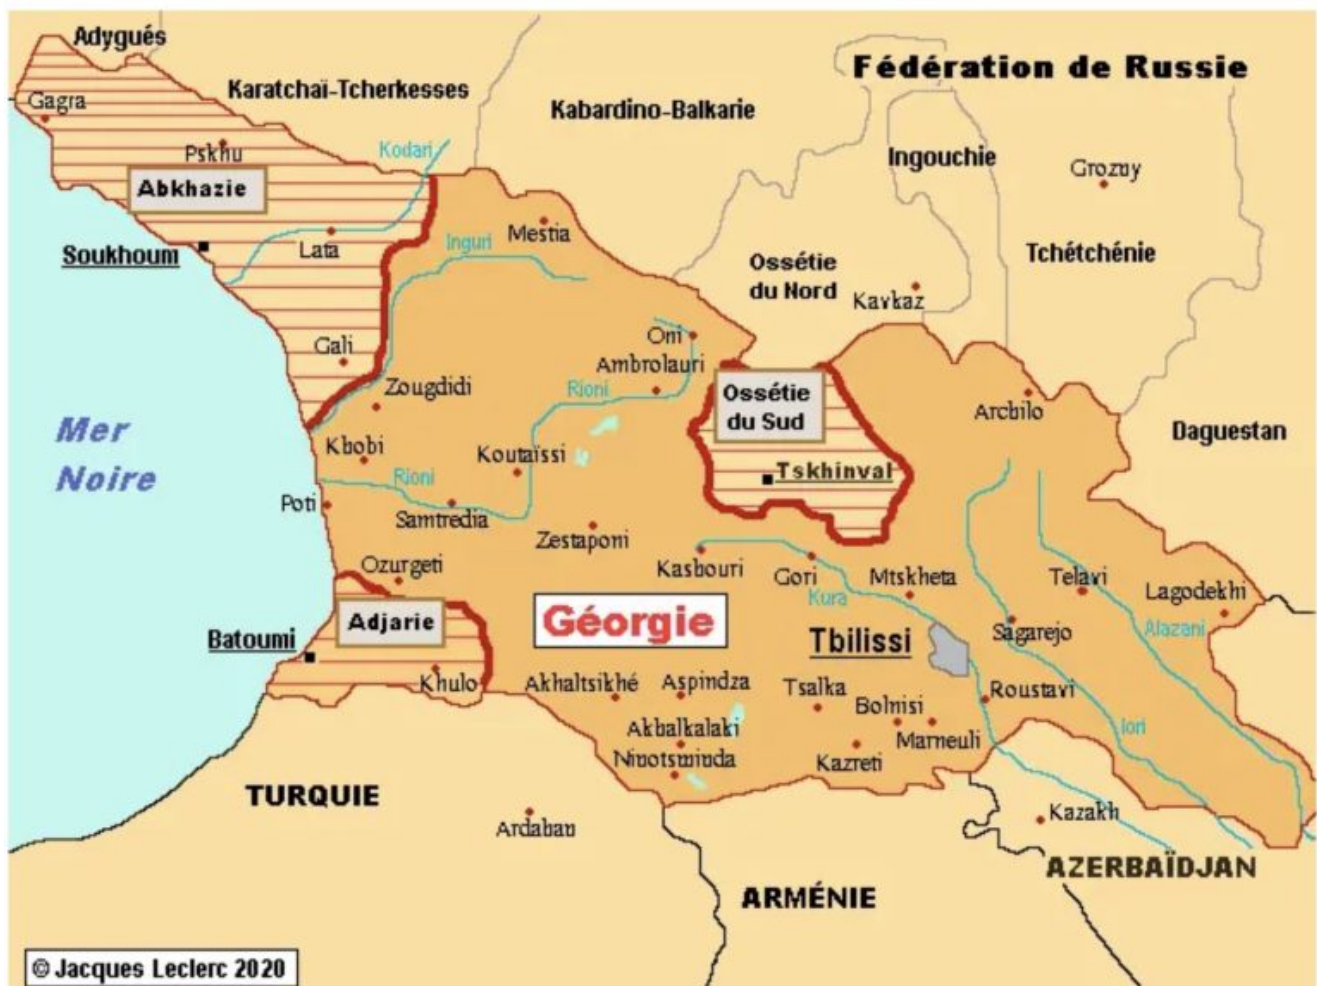 Adygués
Karatchaï-Tcherkesses
Kabardino-Balkarie
Fédération de Russie
Gagra
Pskhu
Kodari
Abkhazie
Ingouchie
Grozny
Soukhoum
Lata
Inguri
Mestia
Ossétie
du Nord
Kavkaz
Tchétchénie
Gali
Zougdidi
Oni
Ambrolauri
Rioni
Ossétie
du Sud
Archilo
Daguestan
Mer
Noire
Khobi
Koutaïssi
Tskhinval
Rioni
Poti
Samtredia
Zestaponi
Kashouri
Gori
Kura
Mtskheta
Telavi
Lagodekhi
Ozurgeti
Adjarie
Géorgie
Tbilissi
Sagarejo
Alazani
Batoumi
Khulo
Akhaltsikhé
Aspindza
Tsalka
Bolnisi
Roustavi
Akhalkalaki
Marneuli
Iori
Ninotsminda
Kazreti
TURQUIE
Ardahan
Kazakh
AZERBAÏDJAN
ARMÉNIE
© Jacques Leclerc 2020